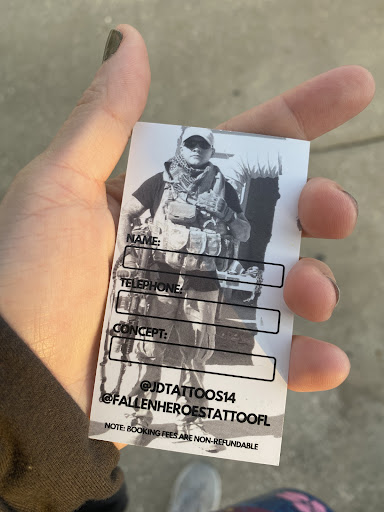 NAME:
TELEPHONE:
CONCEPT:
@JDTATTOOS14
@FALLENHEROESTATTOOFL
NOTE: BOOKING FEES ARE NON-REFUNDABLE